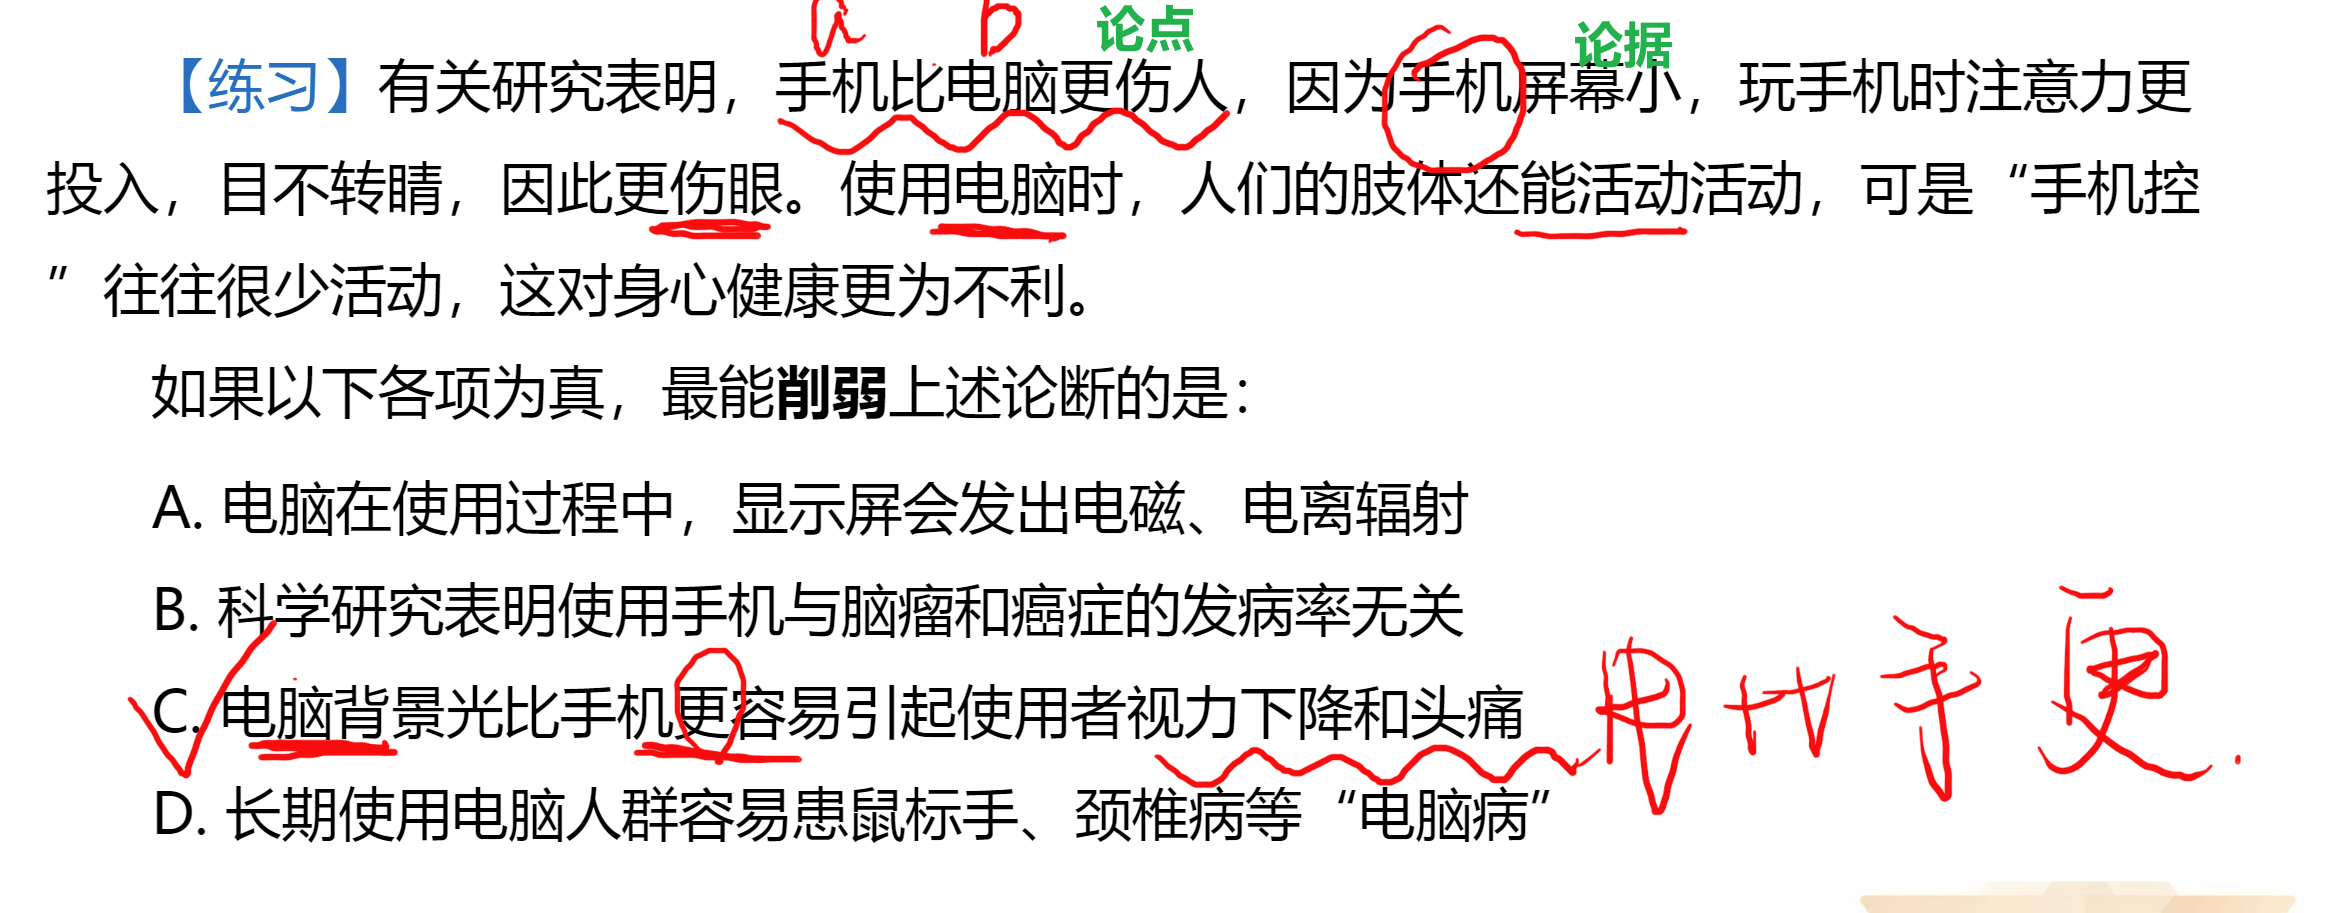 a b 论点 论据
【练习】有关研究表明，手机比电脑更伤人，因为手机屏幕小，玩手机时注意力更
投入，目不转睛，因此更伤眼。使用电脑时，人们的肢体还能活动活动，可是“手机控
”往往很少活动，这对身心健康更为不利。
如果以下各项为真，最能削弱上述论断的是：
A. 电脑在使用过程中，显示屏会发出电磁、电离辐射
B. 科学研究表明使用手机与脑瘤和癌症的发病率无关
C. 电脑背景光比手机更容易引起使用者视力下降和头痛
电比手更.
D. 长期使用电脑人群容易患鼠标手、颈椎病等“电脑病”